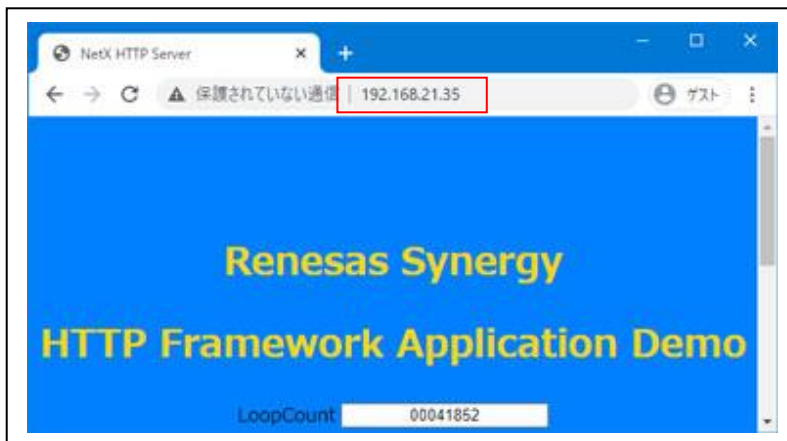 NetX HTTP Server
保護されていない通信 | 192.168.21.35
ゲスト
Renesas Synergy
HTTP Framework Application Demo
LoopCount 00041852